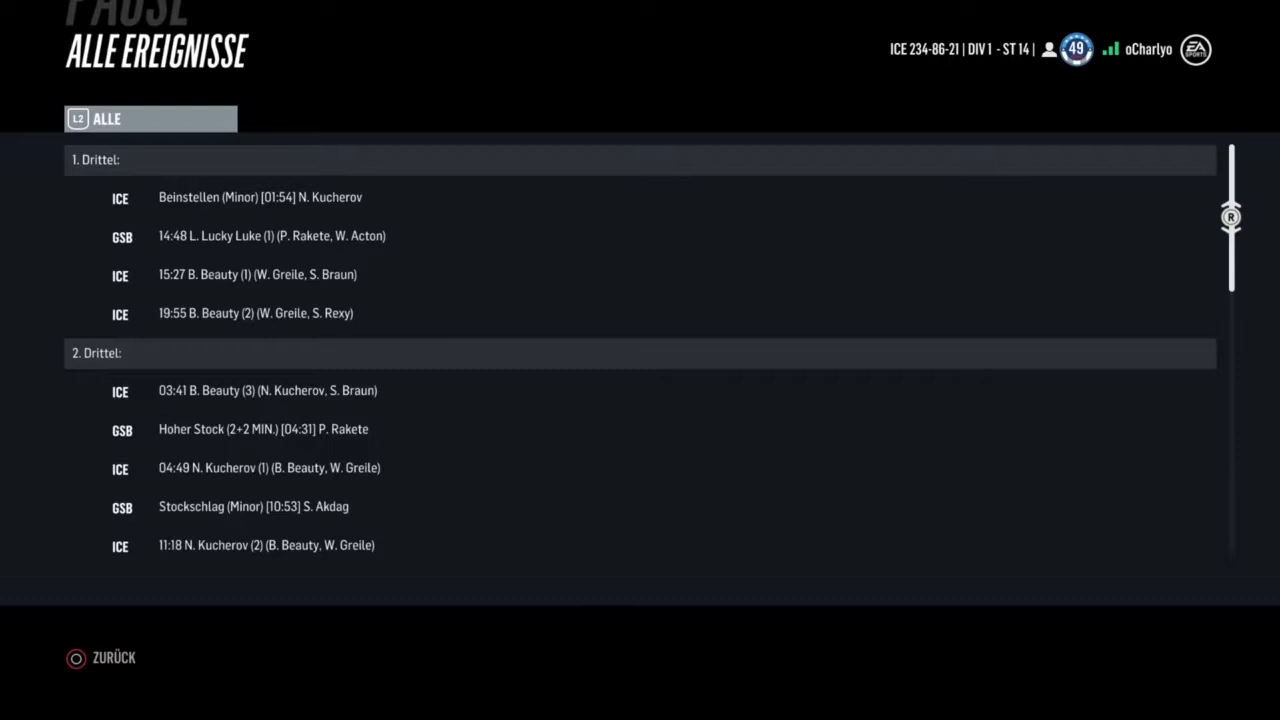 PAUSE
ALLE EREIGNISSE
ICE 234-86-21 | DIV 1 - ST 14 | 49 oCharlyo EA SPORTS
L2 ALLE
1. Drittel:
ICE Beinstellen (Minor) [01:54] N. Kucherov
GSB 14:48 L. Lucky Luke (1) (P. Rakete, W. Acton)
ICE 15:27 B. Beauty (1) (W. Greile, S. Braun)
ICE 19:55 B. Beauty (2) (W. Greile, S. Rexy)
R
2. Drittel:
ICE 03:41 B. Beauty (3) (N. Kucherov, S. Braun)
GSB Hoher Stock (2+2 MIN.) [04:31] P. Rakete
ICE 04:49 N. Kucherov (1) (B. Beauty, W. Greile)
GSB Stockschlag (Minor) [10:53] S. Akdag
ICE 11:18 N. Kucherov (2) (B. Beauty, W. Greile)
ZURÜCK